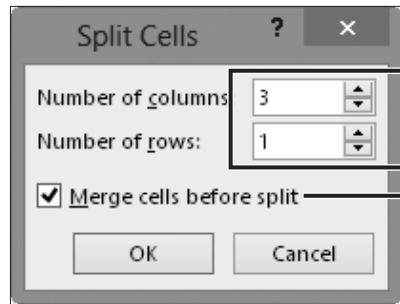 Split Cells ? ×
Number of columns 3
Number of rows: 1
Merge cells before split
OK Cancel